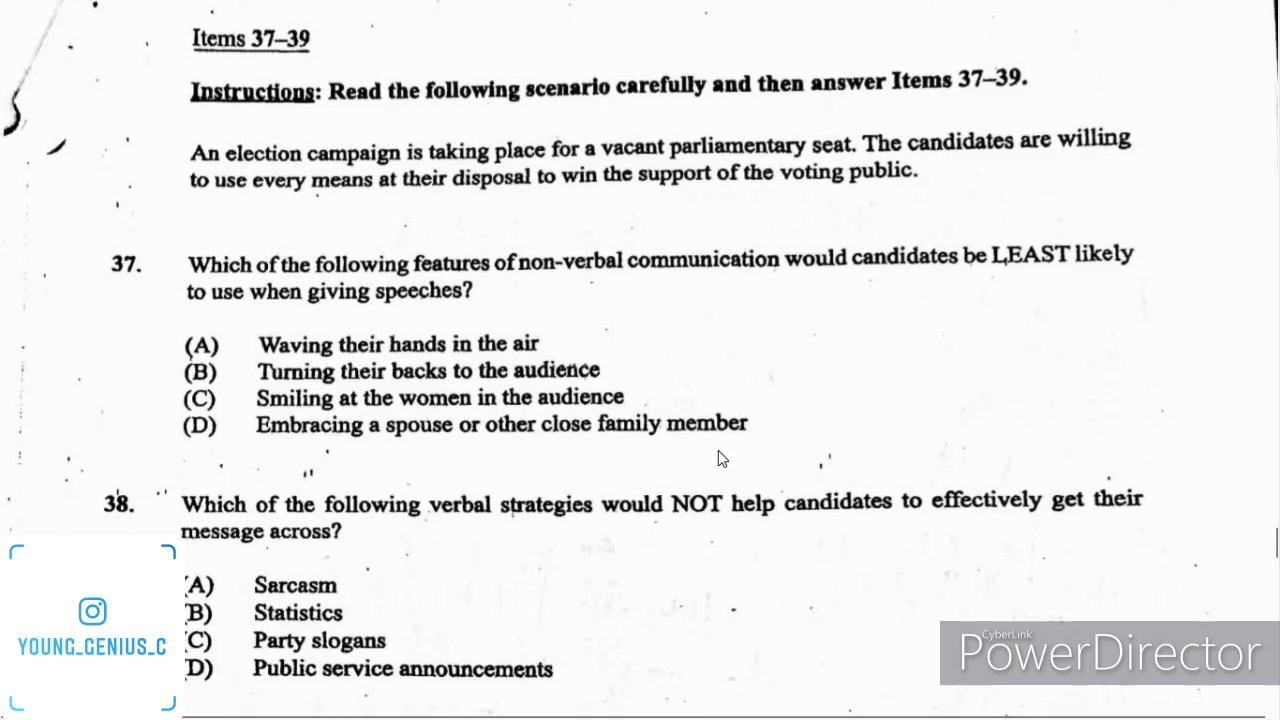 Items 37–39
Instructions: Read the following scenario carefully and then answer Items 37–39.
An election campaign is taking place for a vacant parliamentary seat. The candidates are willing
to use every means at their disposal to win the support of the voting public.
37. Which of the following features of non-verbal communication would candidates be LEAST likely
to use when giving speeches?
(A) Waving their hands in the air
(B) Turning their backs to the audience
(C) Smiling at the women in the audience
(D) Embracing a spouse or other close family member
38. Which of the following verbal strategies would NOT help candidates to effectively get their
message across?
(A) Sarcasm
(B) Statistics
(C) Party slogans
(D) Public service announcements
YOUNG_GENIUS_C
CyberLink
PowerDirector